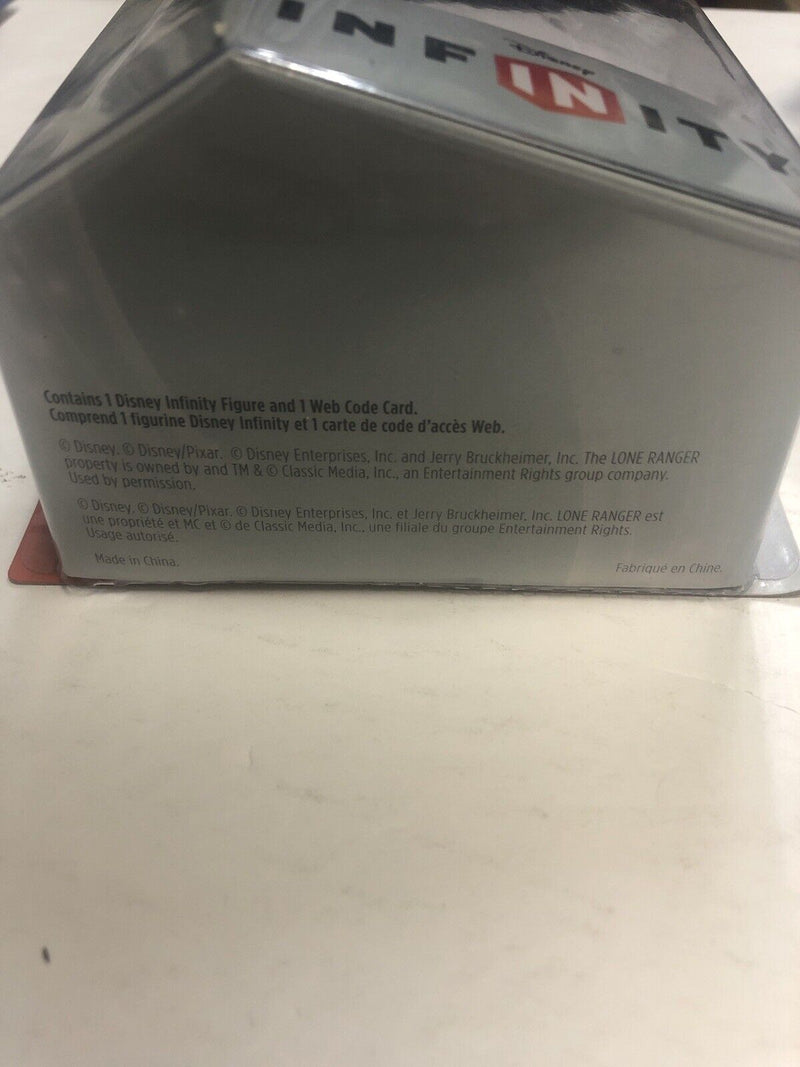 Disney
INFINITY
Contains 1 Disney Infinity Figure and 1 Web Code Card.
Comprend 1 figurine Disney Infinity et 1 carte de code d'accès Web.
© Disney. © Disney/Pixar. © Disney Enterprises, Inc. and Jerry Bruckheimer, Inc. The LONE RANGER
property is owned by and TM & © Classic Media, Inc., an Entertainment Rights group company.
Used by permission.
© Disney. © Disney/Pixar. © Disney Enterprises, Inc. et Jerry Bruckheimer, Inc. LONE RANGER est
une propriété et MC et © de Classic Media, Inc., une filiale du groupe Entertainment Rights.
Usage autorisé.
Made in China.
Fabriqué en Chine.